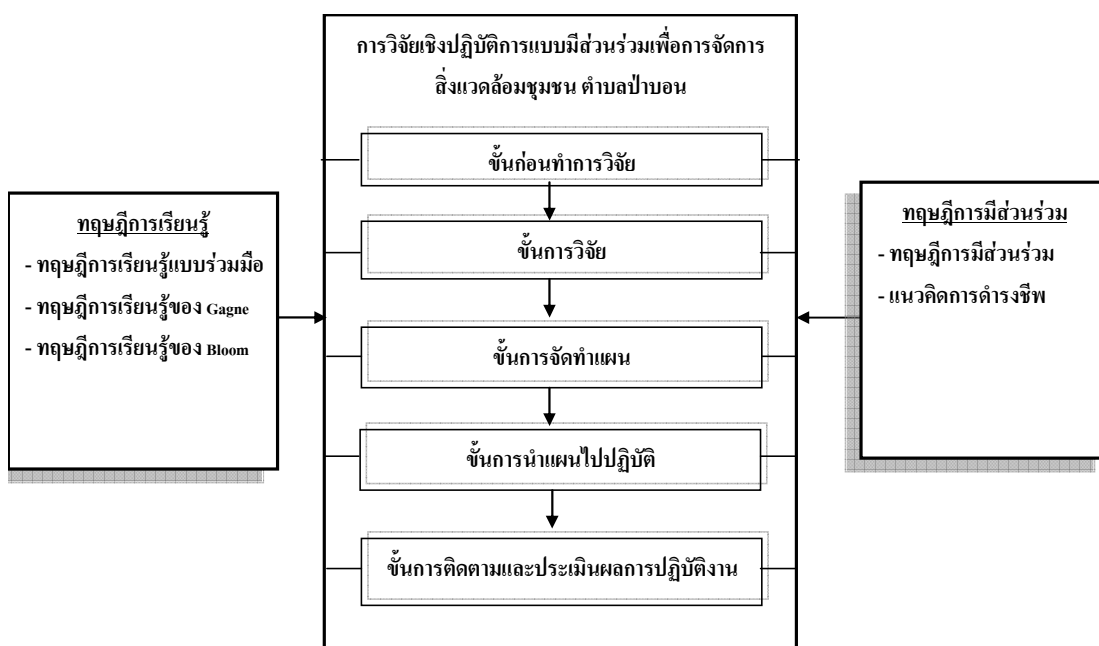 การวิจัยเชิงปฏิบัติการแบบมีส่วนร่วมเพื่อการจัดการ
สิ่งแวดล้อมชุมชน ตำบลป่าบอน
ขั้นก่อนทำการวิจัย
ขั้นการวิจัย
ขั้นการจัดทำแผน
ขั้นการนำแผนไปปฏิบัติ
ขั้นการติดตามและประเมินผลการปฏิบัติงาน
ทฤษฎีการเรียนรู้
- ทฤษฎีการเรียนรู้แบบร่วมมือ
- ทฤษฎีการเรียนรู้ของ Gagne
- ทฤษฎีการเรียนรู้ของ Bloom
ทฤษฎีการมีส่วนร่วม
- ทฤษฎีการมีส่วนร่วม
- แนวคิดการดำรงชีพ